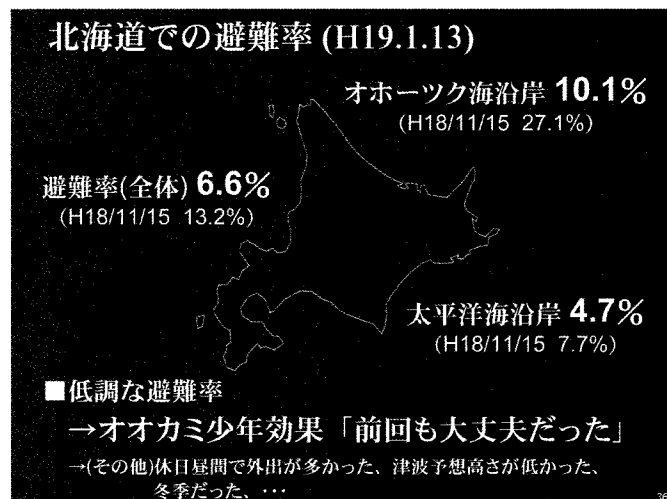 北海道での避難率 (H19.1.13)
オホーツク海沿岸 10.1%
(H18/11/15 27.1%)
避難率(全体) 6.6%
(H18/11/15 13.2%)
太平洋海沿岸 4.7%
(H18/11/15 7.7%)
■低調な避難率
→オオカミ少年効果「前回も大丈夫だった」
→(その他)休日昼間で外出が多かった、津波予想高さが低かった、
冬季だった、･･･
36